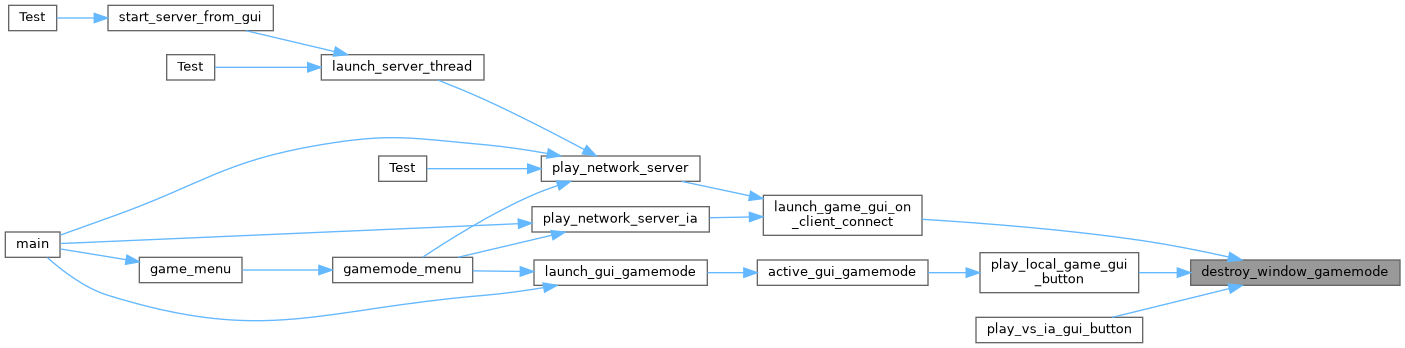 Test
start_server_from_gui
Test
launch_server_thread
Test
play_network_server
launch_game_gui_on
_client_connect
play_network_server_ia
main
game_menu
gamemode_menu
launch_gui_gamemode
active_gui_gamemode
play_local_game_gui
_button
destroy_window_gamemode
play_vs_ia_gui_button